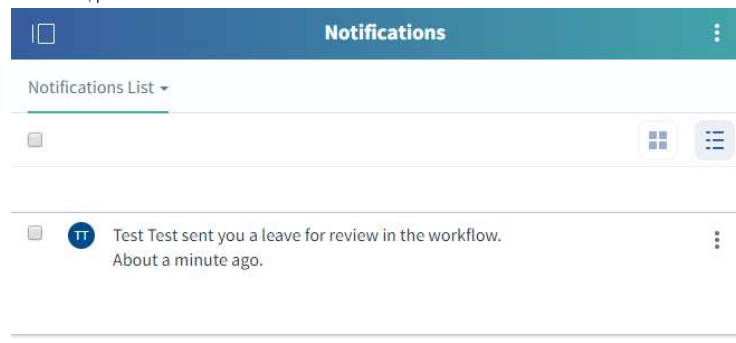 Notifications
Notifications List
TT
Test Test sent you a leave for review in the workflow.
About a minute ago.